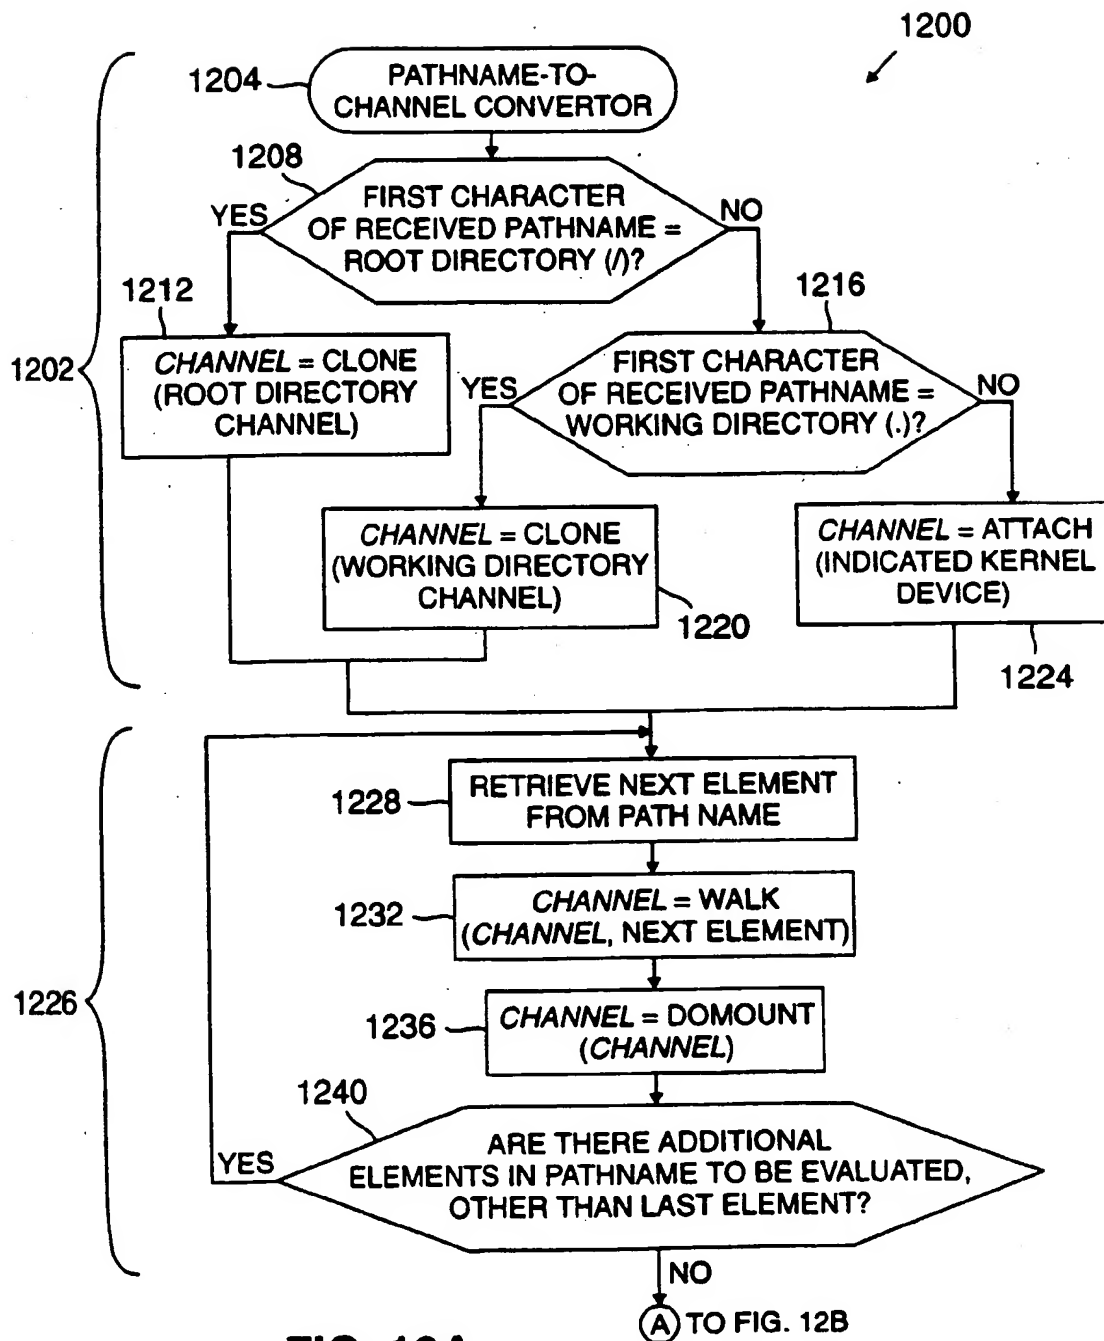 1200
1204
PATHNAME-TO-
CHANNEL CONVERTOR
1208
FIRST CHARACTER
OF RECEIVED PATHNAME =
ROOT DIRECTORY (/)?
YES
NO
1212
CHANNEL = CLONE
(ROOT DIRECTORY
CHANNEL)
1216
FIRST CHARACTER
OF RECEIVED PATHNAME =
WORKING DIRECTORY (.)?
YES
NO
1202
CHANNEL = CLONE
(WORKING DIRECTORY
CHANNEL)
1220
CHANNEL = ATTACH
(INDICATED KERNEL
DEVICE)
1224
1226
1228
RETRIEVE NEXT ELEMENT
FROM PATH NAME
1232
CHANNEL = WALK
(CHANNEL, NEXT ELEMENT)
1236
CHANNEL = DOMOUNT
(CHANNEL)
1240
ARE THERE ADDITIONAL
ELEMENTS IN PATHNAME TO BE EVALUATED,
OTHER THAN LAST ELEMENT?
YES
NO
A TO FIG. 12B
FIG. 12A